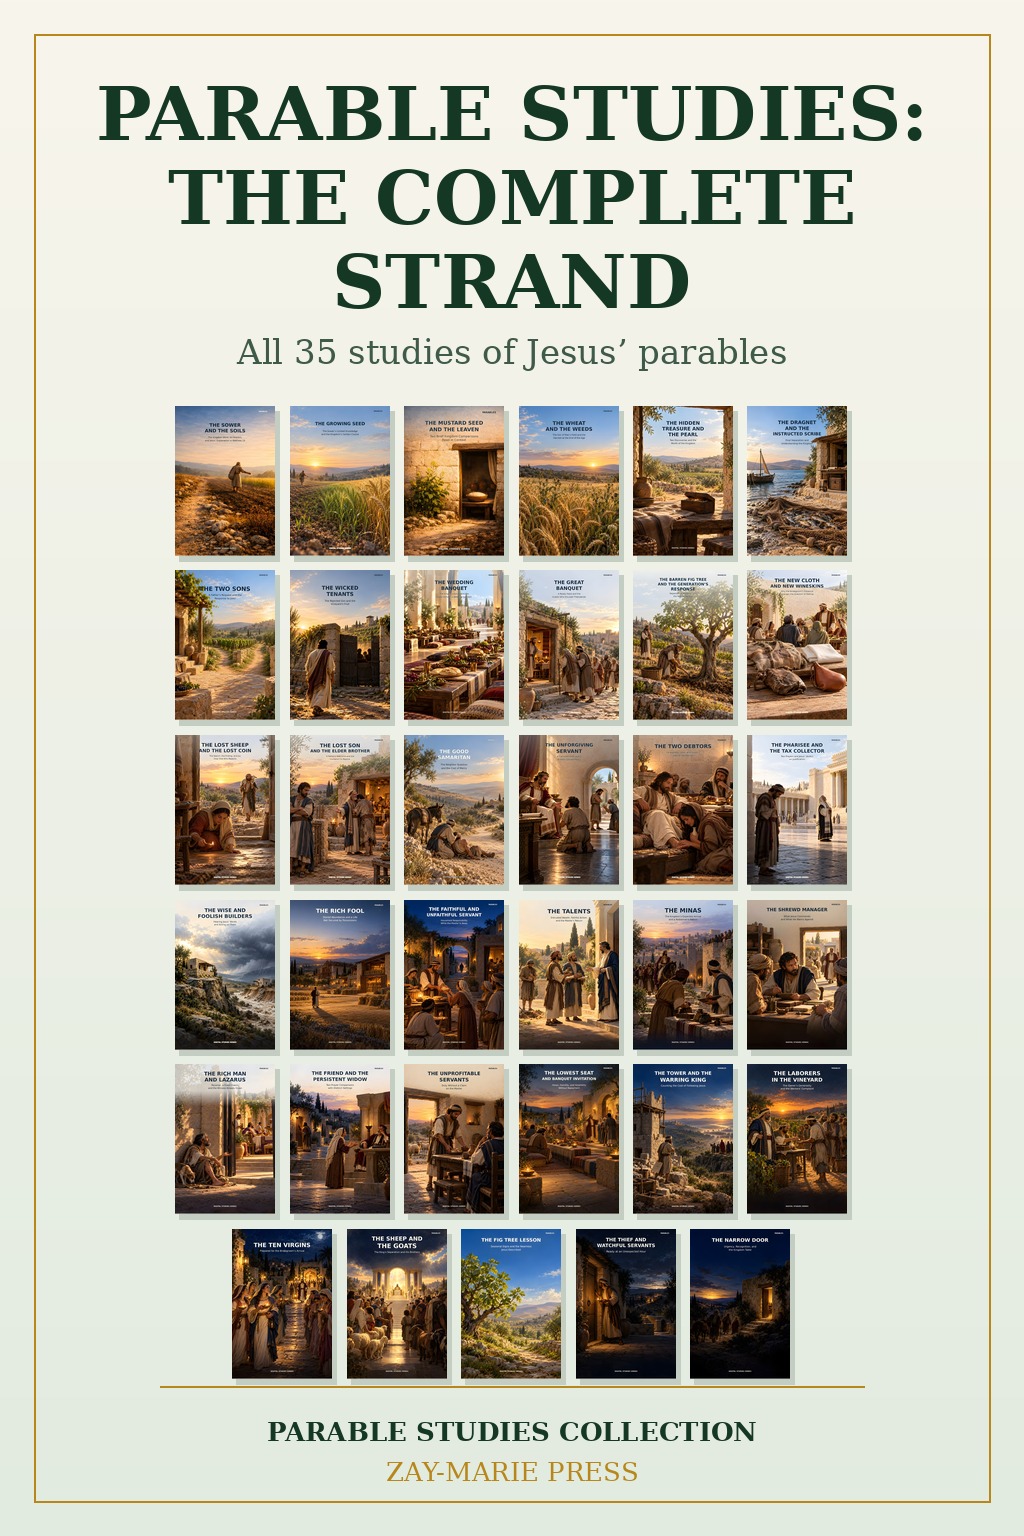 PARABLE STUDIES:
THE COMPLETE
STRAND
All 35 studies of Jesus’ parables
THE SOWER
AND THE SOILS
THE GROWING SEED
THE MUSTARD SEED
AND THE LEAVEN
THE WHEAT
AND THE WEEDS
THE HIDDEN
TREASURE AND
THE PEARL
THE DRAGNET
AND THE
INSTRUCTED SCRIBE
THE TWO SONS
THE WICKED
TENANTS
THE WEDDING
BANQUET
THE GREAT
BANQUET
THE BARREN FIG TREE
AND THE GENERATION'S
RESPONSE
THE NEW CLOTH
AND NEW WINESKINS
THE LOST SHEEP
AND THE LOST COIN
THE LOST SON
AND THE ELDER BROTHER
THE GOOD
SAMARITAN
THE UNFORGIVING
SERVANT
THE TWO DEBTORS
THE PHARISEE AND
THE TAX COLLECTOR
THE WISE AND
FOOLISH BUILDERS
THE RICH FOOL
THE FAITHFUL AND
UNFAITHFUL SERVANT
THE TALENTS
THE MINAS
THE SHREWD MANAGER
THE RICH MAN
AND LAZARUS
THE FRIEND AND THE
PERSISTENT WIDOW
THE UNPROFITABLE
SERVANTS
THE LOWEST SEAT
AND BANQUET INVITATION
THE TOWER AND THE
WARRING KING
THE LABORERS
IN THE VINEYARD
THE TEN VIRGINS
THE SHEEP AND
THE GOATS
THE FIG TREE LESSON
THE THIEF AND
WATCHFUL SERVANTS
THE NARROW DOOR
PARABLE STUDIES COLLECTION
ZAY-MARIE PRESS